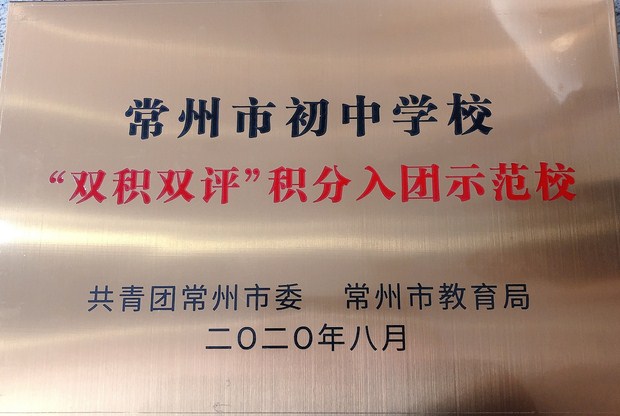 常州市初中学校
“双积双评”积分入团示范校
共青团常州市委 常州市教育局
二〇二〇年八月